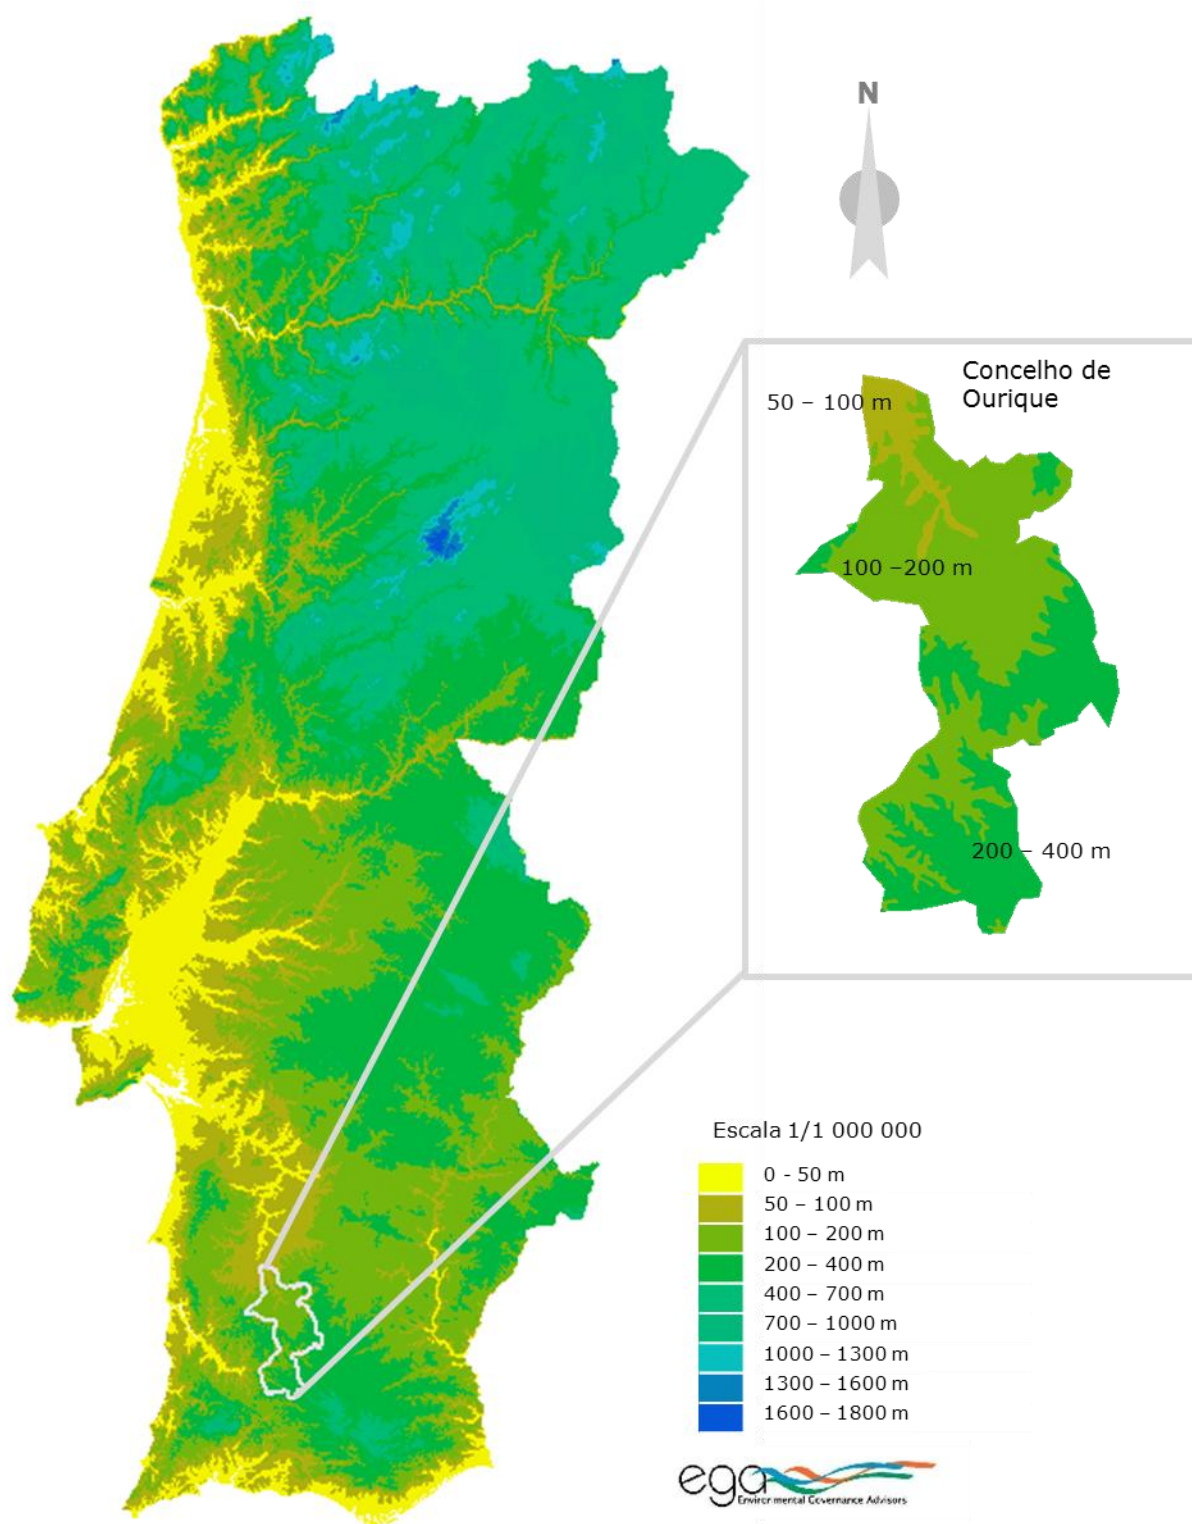 N
Concelho de
Ourique
50 – 100 m
100 –200 m
200 – 400 m
Escala 1/1 000 000
0 - 50 m
50 – 100 m
100 – 200 m
200 – 400 m
400 – 700 m
700 – 1000 m
1000 – 1300 m
1300 – 1600 m
1600 – 1800 m
ega
Environmental Governance Advisors